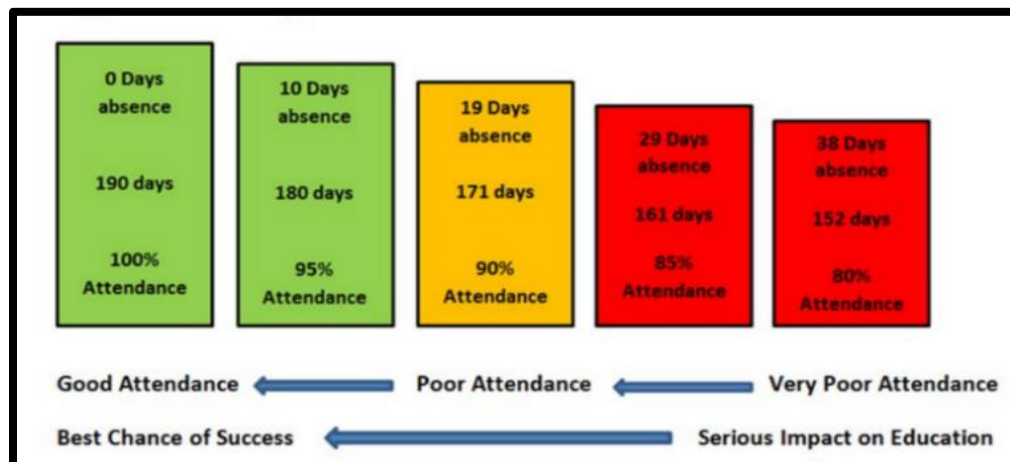 0 Days
absence
190 days
100%
Attendance
10 Days
absence
180 days
95%
Attendance
19 Days
absence
171 days
90%
Attendance
29 Days
absence
161 days
85%
Attendance
38 Days
absence
152 days
80%
Attendance
Good Attendance
Poor Attendance
Very Poor Attendance
Best Chance of Success
Serious Impact on Education